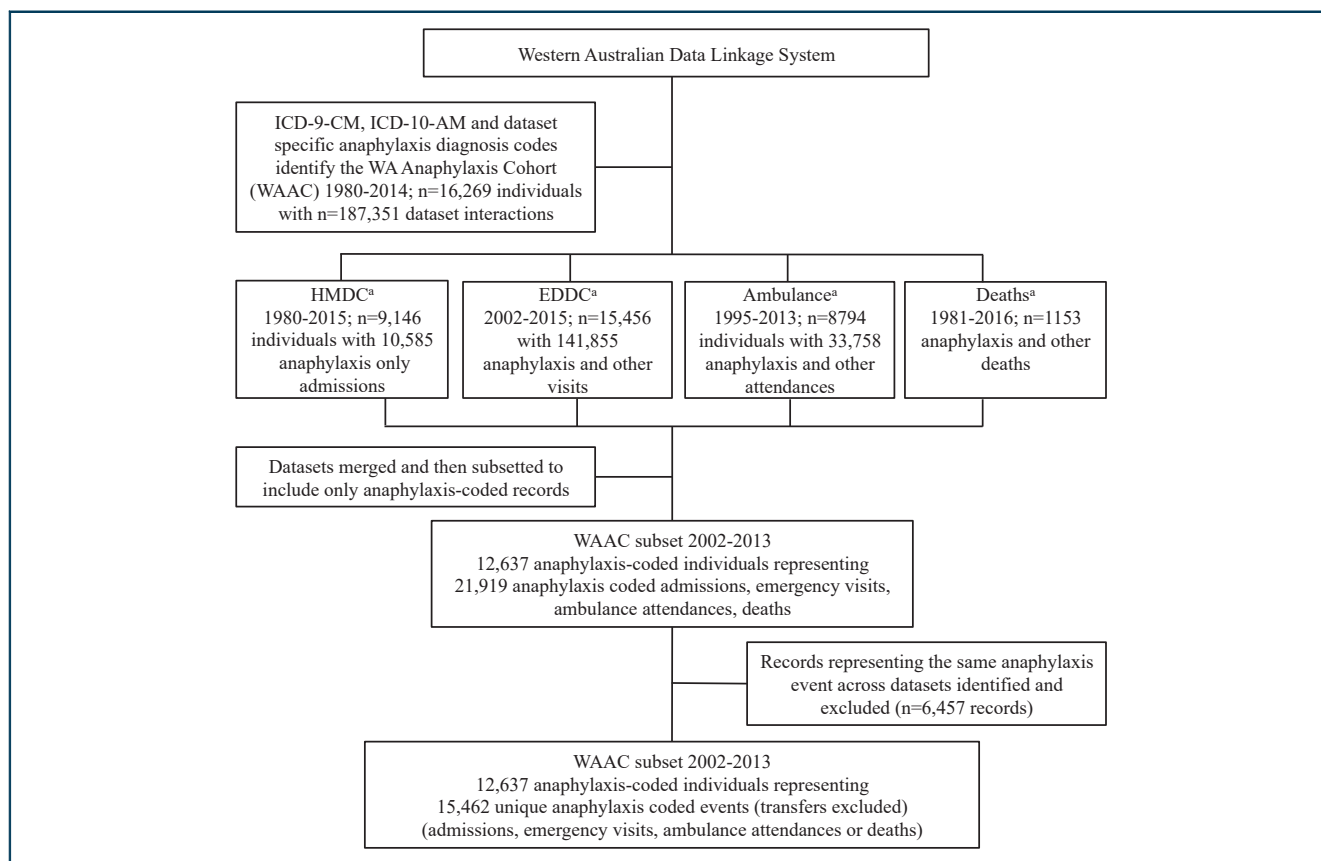 Western Australian Data Linkage System
ICD-9-CM, ICD-10-AM and dataset
specific anaphylaxis diagnosis codes
identify the WA Anaphylaxis Cohort
(WAAC) 1980-2014; n=16,269 individuals
with n=187,351 dataset interactions
HMDCᵃ
1980-2015; n=9,146
individuals with 10,585
anaphylaxis only
admissions
EDDCᵃ
2002-2015; n=15,456
with 141,855
anaphylaxis and other
visits
Ambulanceᵃ
1995-2013; n=8794
individuals with 33,758
anaphylaxis and other
attendances
Deathsᵃ
1981-2016; n=1153
anaphylaxis and other
deaths
Datasets merged and then subsetted to
include only anaphylaxis-coded records
WAAC subset 2002-2013
12,637 anaphylaxis-coded individuals representing
21,919 anaphylaxis coded admissions, emergency visits,
ambulance attendances, deaths
Records representing the same anaphylaxis
event across datasets identified and
excluded (n=6,457 records)
WAAC subset 2002-2013
12,637 anaphylaxis-coded individuals representing
15,462 unique anaphylaxis coded events (transfers excluded)
(admissions, emergency visits, ambulance attendances or deaths)